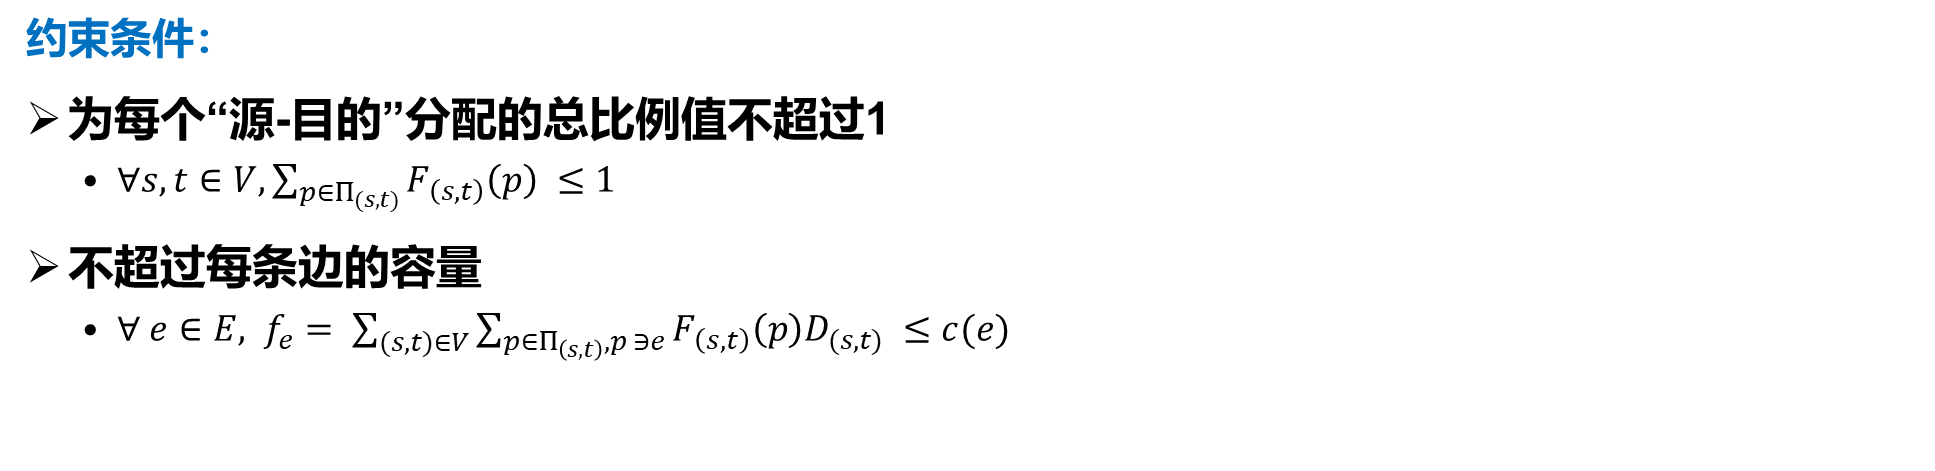 约束条件：
➢ 为每个“源-目的”分配的总比例值不超过1
• ∀s, t ∈ V, ∑_{p∈Π_{(s,t)}} F_{(s,t)}(p) ≤ 1
➢ 不超过每条边的容量
• ∀ e ∈ E, f_e = ∑_{(s,t)∈V} ∑_{p∈Π_{(s,t)},p ∋e} F_{(s,t)}(p)D_{(s,t)} ≤ c(e)